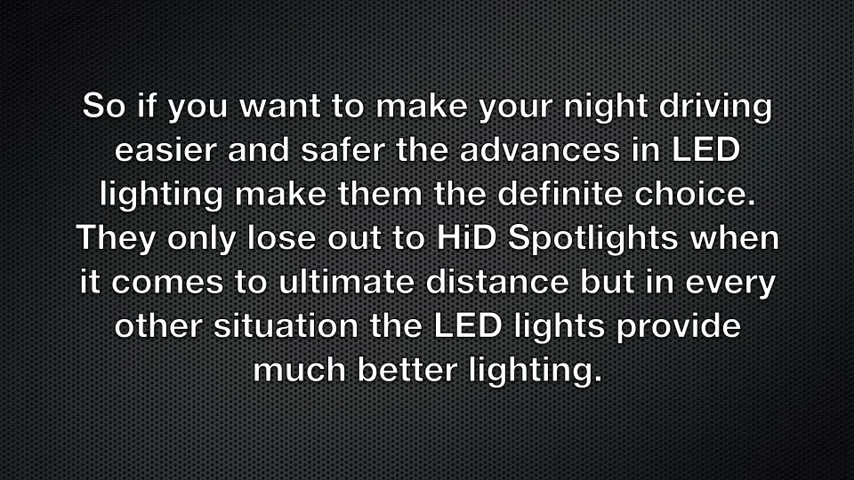 So if you want to make your night driving
easier and safer the advances in LED
lighting make them the definite choice.
They only lose out to HiD Spotlights when
it comes to ultimate distance but in every
other situation the LED lights provide
much better lighting.